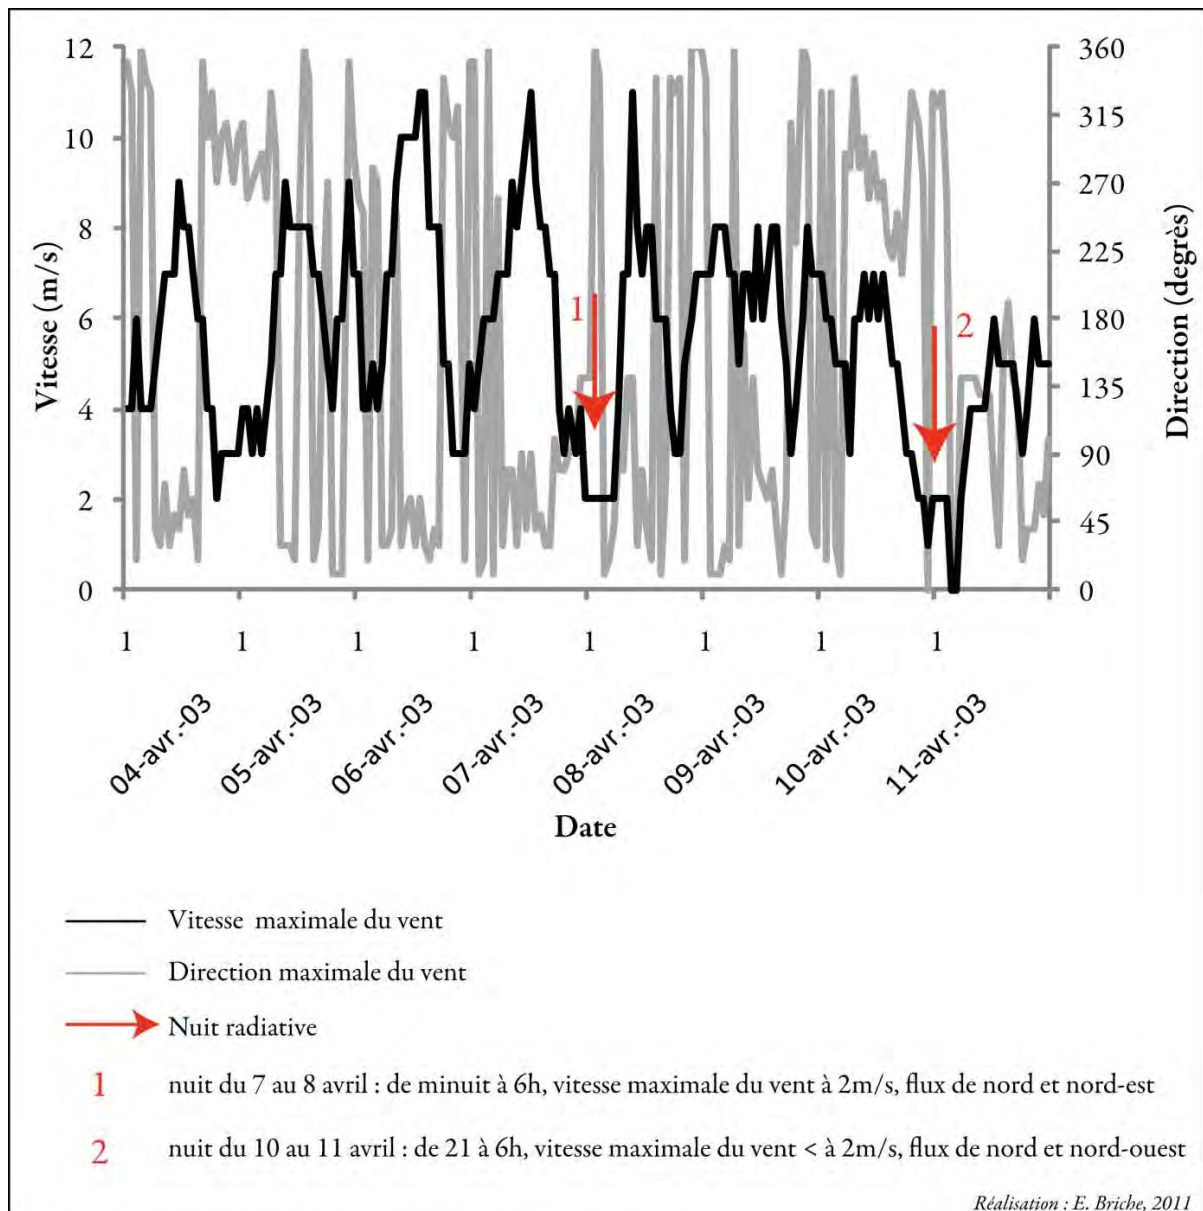 12
10
8
6
4
2
0
Vitesse (m/s)
360
315
270
225
180
135
90
45
0
Direction (degrès)
1
2
1
1
1
1
1
1
1
1
04-avr.-03
05-avr.-03
06-avr.-03
07-avr.-03
08-avr.-03
09-avr.-03
10-avr.-03
11-avr.-03
Date
Vitesse maximale du vent
Direction maximale du vent
Nuit radiative
1 nuit du 7 au 8 avril : de minuit à 6h, vitesse maximale du vent à 2m/s, flux de nord et nord-est
2 nuit du 10 au 11 avril : de 21 à 6h, vitesse maximale du vent < à 2m/s, flux de nord et nord-ouest
Réalisation : E. Briche, 2011